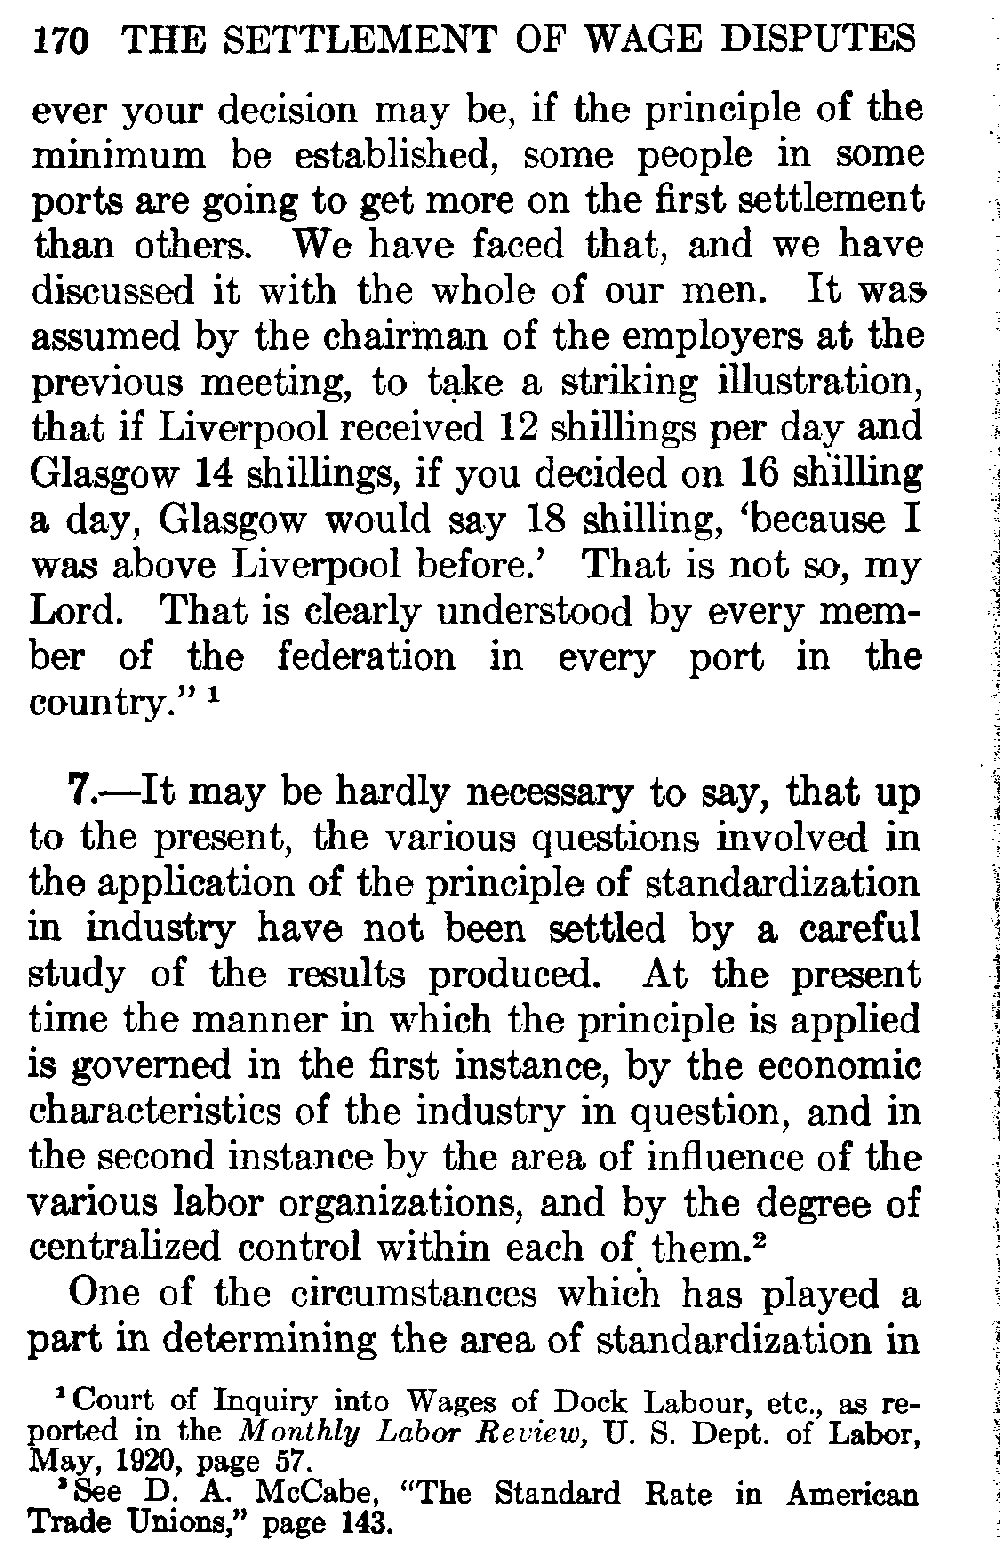 170 THE SETTLEMENT OF WAGE DISPUTES
ever your decision may be, if the principle of the
minimum be established, some people in some
ports are going to get more on the first settlement
than others. We have faced that, and we have
discussed it with the whole of our men. It was
assumed by the chairman of the employers at the
previous meeting, to take a striking illustration,
that if Liverpool received 12 shillings per day and
Glasgow 14 shillings, if you decided on 16 shilling
a day, Glasgow would say 18 shilling, ‘because I
was above Liverpool before.’ That is not so, my
Lord. That is clearly understood by every mem-
ber of the federation in every port in the
country.” ¹
7.—It may be hardly necessary to say, that up
to the present, the various questions involved in
the application of the principle of standardization
in industry have not been settled by a careful
study of the results produced. At the present
time the manner in which the principle is applied
is governed in the first instance, by the economic
characteristics of the industry in question, and in
the second instance by the area of influence of the
various labor organizations, and by the degree of
centralized control within each of them.²
One of the circumstances which has played a
part in determining the area of standardization in
¹ Court of Inquiry into Wages of Dock Labour, etc., as re-
ported in the Monthly Labor Review, U. S. Dept. of Labor,
May, 1920, page 57.
² See D. A. McCabe, “The Standard Rate in American
Trade Unions,” page 143.